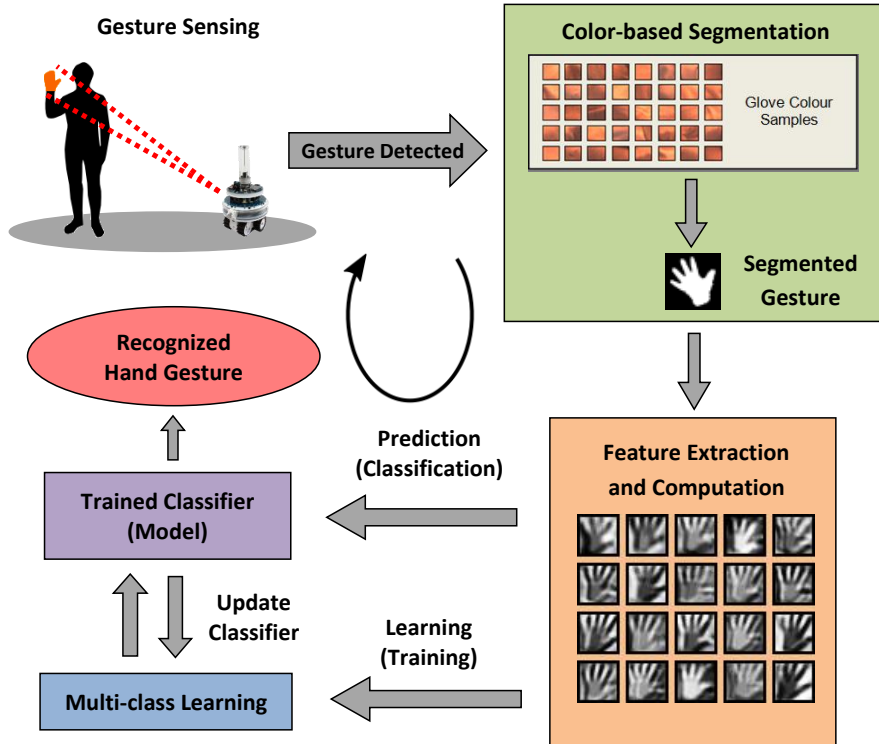 Gesture Sensing
Gesture Detected
Color-based Segmentation
Glove Colour
Samples
Segmented
Gesture
Feature Extraction
and Computation
Prediction
(Classification)
Learning
(Training)
Recognized
Hand Gesture
Trained Classifier
(Model)
Update
Classifier
Multi-class Learning